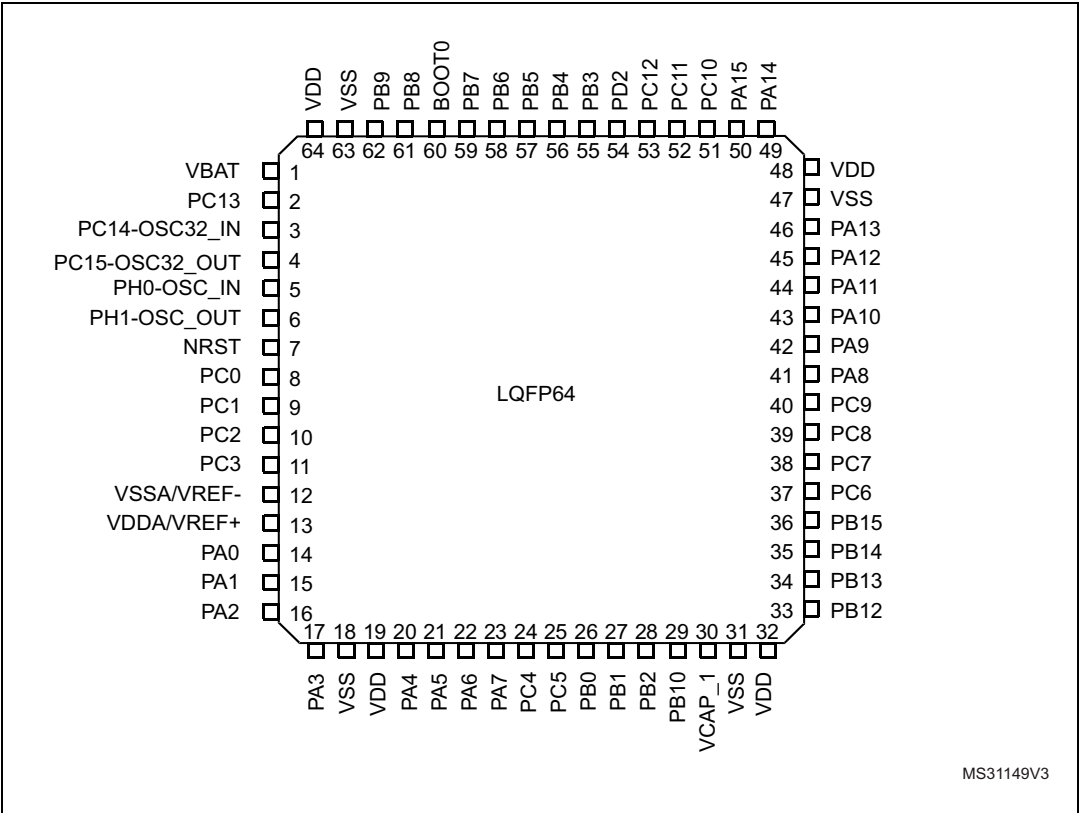 VDD VSS PB9 PB8 BOOT0 PB7 PB6 PB5 PB4 PB3 PD2 PC12 PC11 PC10 PA15 PA14
64 63 62 61 60 59 58 57 56 55 54 53 52 51 50 49
VBAT 1 48 VDD
PC13 2 47 VSS
PC14-OSC32_IN 3 46 PA13
PC15-OSC32_OUT 4 45 PA12
PH0-OSC_IN 5 44 PA11
PH1-OSC_OUT 6 43 PA10
NRST 7 42 PA9
PC0 8 41 PA8
LQFP64
PC1 9 40 PC9
PC2 10 39 PC8
PC3 11 38 PC7
VSSA/VREF- 12 37 PC6
VDDA/VREF+ 13 36 PB15
PA0 14 35 PB14
PA1 15 34 PB13
PA2 16 33 PB12
17 18 19 20 21 22 23 24 25 26 27 28 29 30 31 32
PA3 VSS VDD PA4 PA5 PA6 PA7 PC4 PC5 PB0 PB1 PB2 PB10 VCAP_1 VSS VDD
MS31149V3